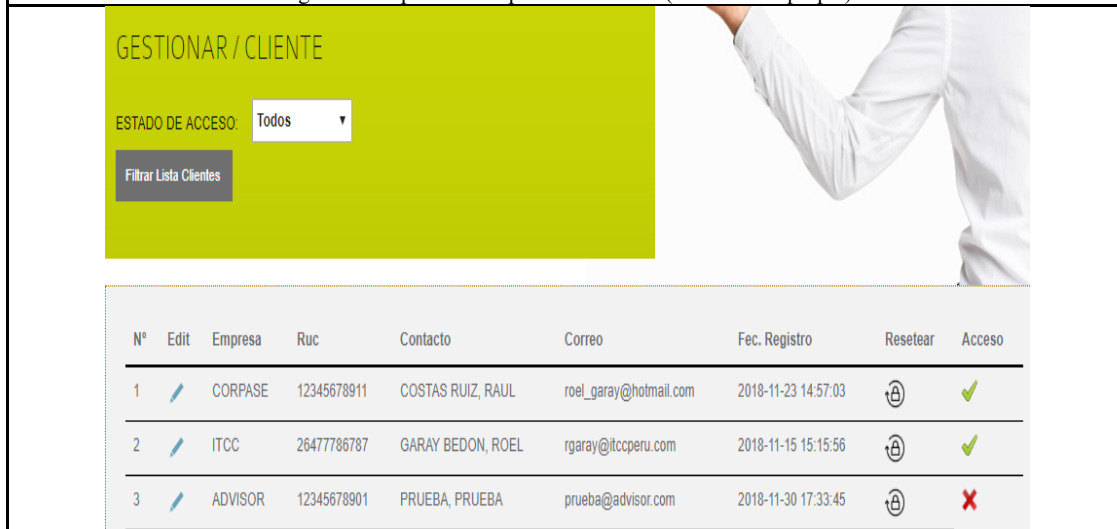 GESTIONAR / CLIENTE
ESTADO DE ACCESO: Todos
Filtrar Lista Clientes
Nº Edit Empresa Ruc Contacto Correo Fec. Registro Resetear Acceso
1 CORPASE 12345678911 COSTAS RUIZ, RAUL roel_garay@hotmail.com 2018-11-23 14:57:03
2 ITCC 26477786787 GARAY BEDON, ROEL rgaray@itccperu.com 2018-11-15 15:15:56
3 ADVISOR 12345678901 PRUEBA, PRUEBA prueba@advisor.com 2018-11-30 17:33:45